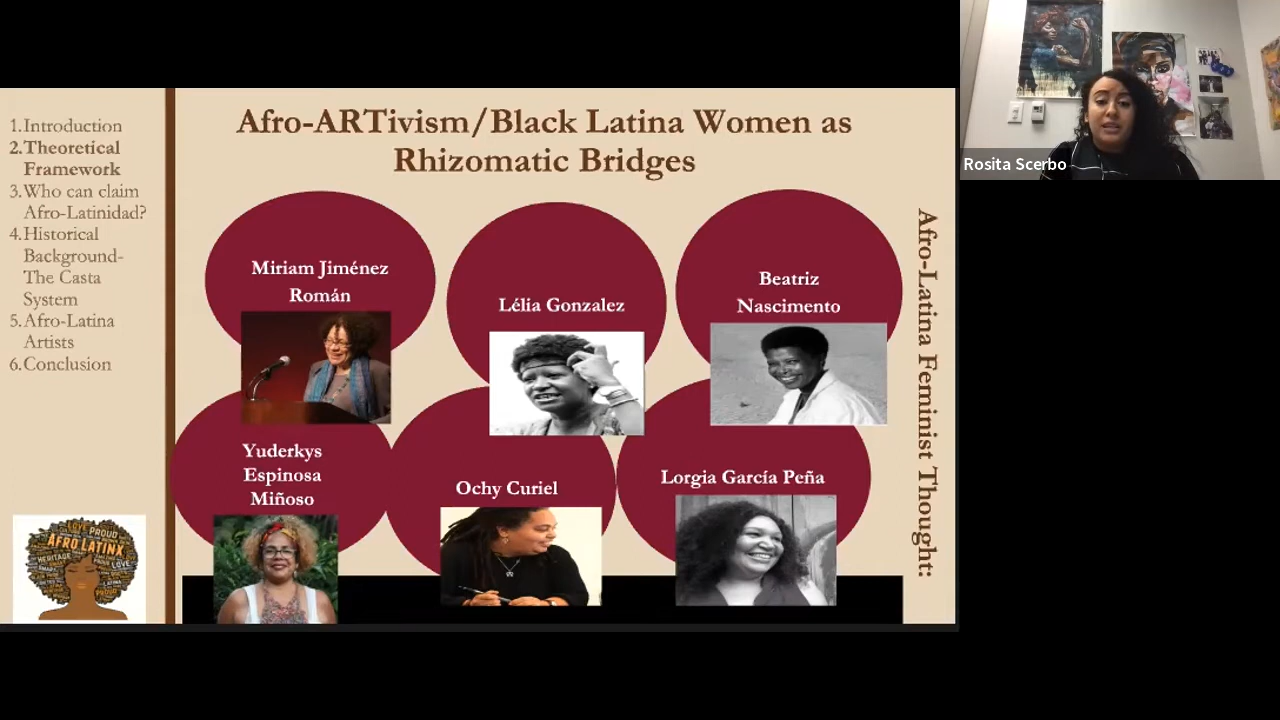 Afro-ARTivism/Black Latina Women as
Rhizomatic Bridges
1.Introduction
2.Theoretical
Framework
3.Who can claim
Afro-Latinidad?
4.Historical
Background-
The Casta
System
5.Afro-Latina
Artists
6.Conclusion
Miriam Jiménez
Román
Lélia Gonzalez
Beatriz
Nascimento
Yuderkys
Espinosa
Miñoso
Ochy Curiel
Lorgia García Peña
Afro-Latina Feminist Thought:
LOVE PROUD
AFRO LATINX
HERITAGE
LOVE
PROUD
Rosita Scerbo